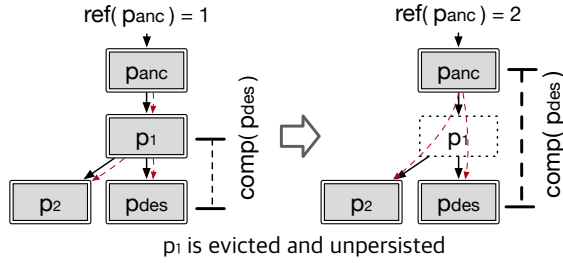 ref(panc) = 1
panc
p1
p2
pdes
comp(pdes)
ref(panc) = 2
panc
p1
p2
pdes
comp(pdes)
p1 is evicted and unpersisted